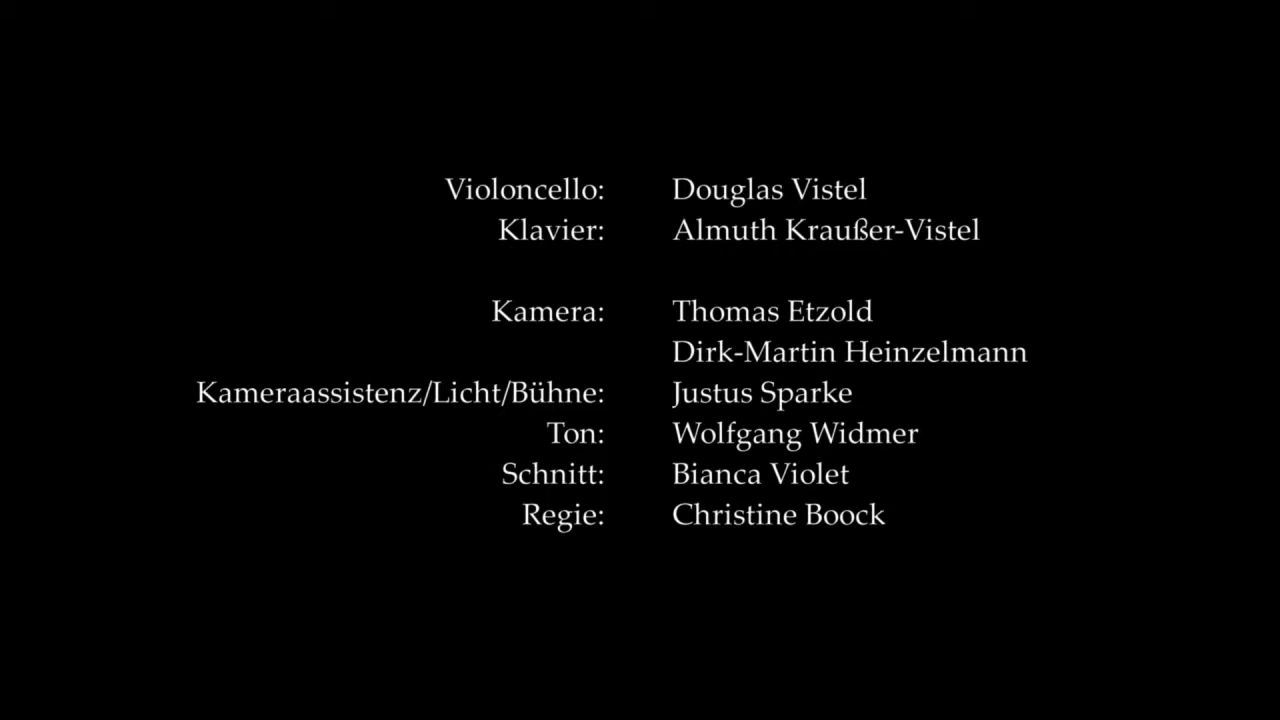 Violoncello: Douglas Vistel
Klavier: Almuth Kraußer-Vistel
Kamera: Thomas Etzold
Dirk-Martin Heinzelmann
Kameraassistenz/Licht/Bühne: Justus Sparke
Ton: Wolfgang Widmer
Schnitt: Bianca Violet
Regie: Christine Boock